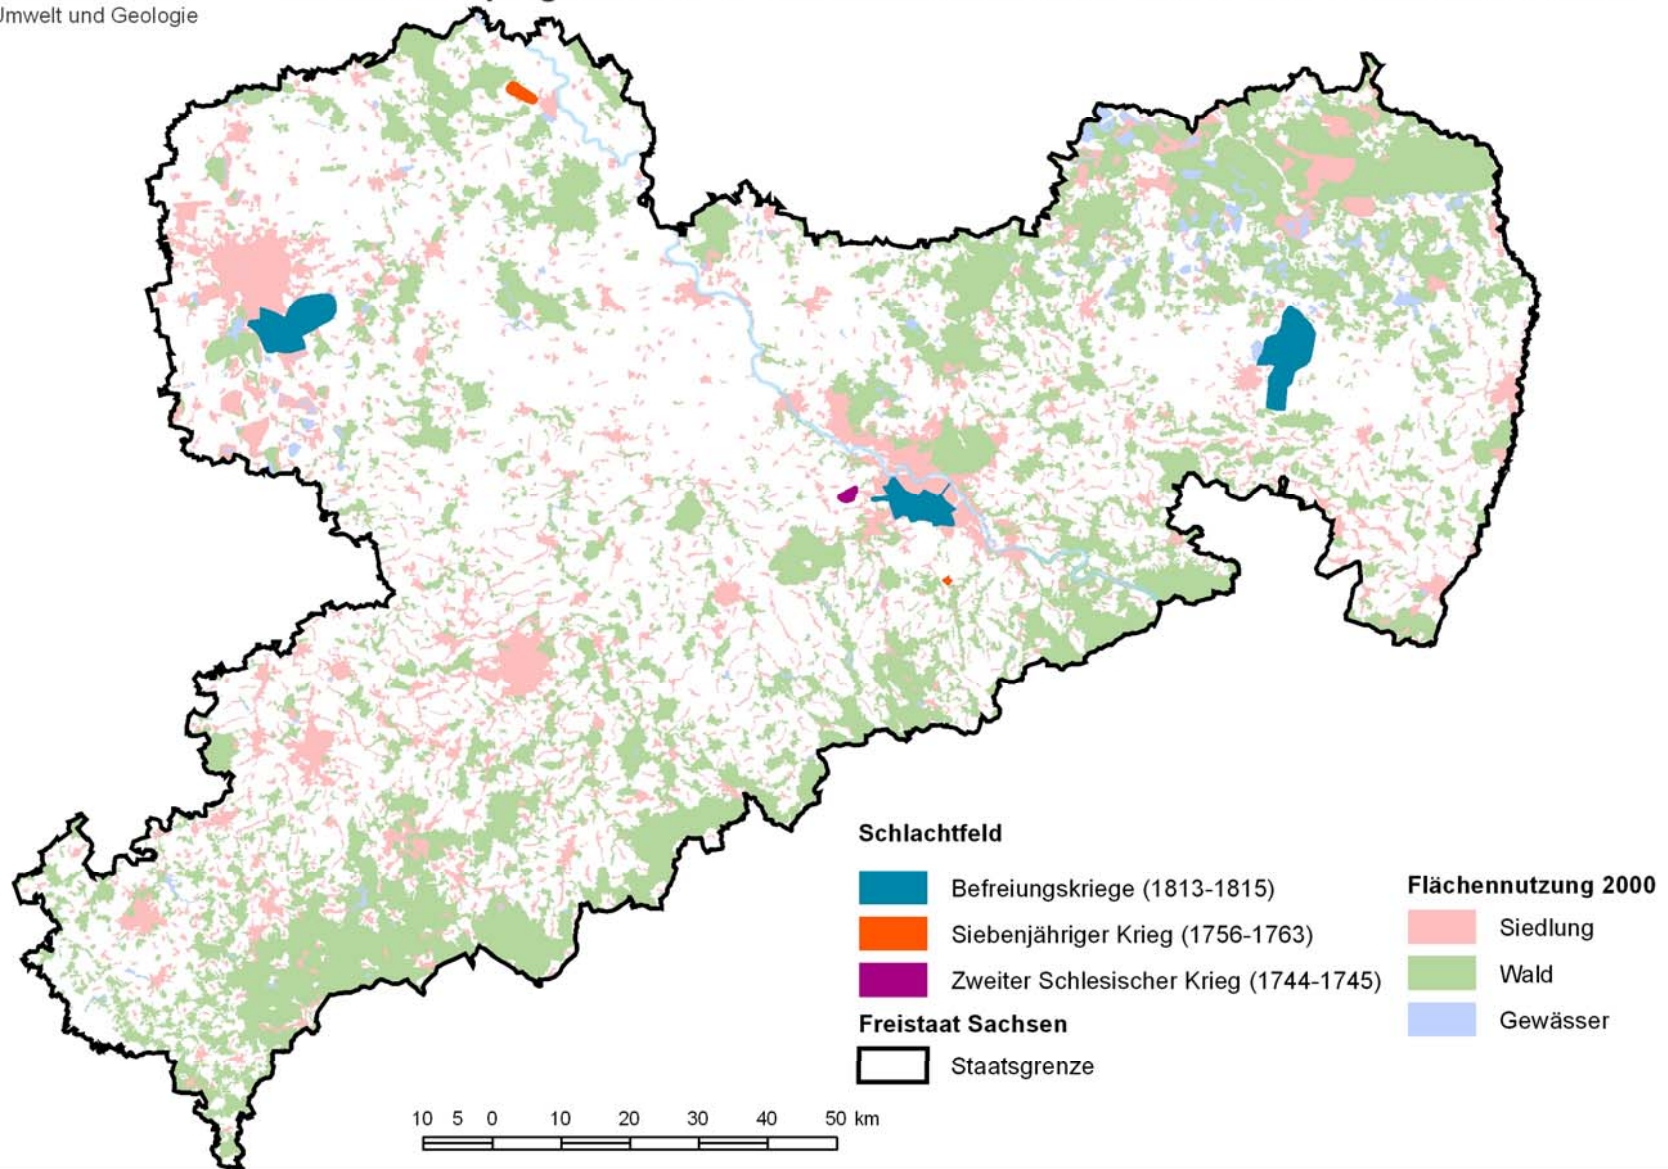 Umwelt und Geologie
Schlachtfeld
Befreiungskriege (1813-1815)
Siebenjähriger Krieg (1756-1763)
Zweiter Schlesischer Krieg (1744-1745)
Freistaat Sachsen
Staatsgrenze
Flächennutzung 2000
Siedlung
Wald
Gewässer
10 5 0 10 20 30 40 50 km